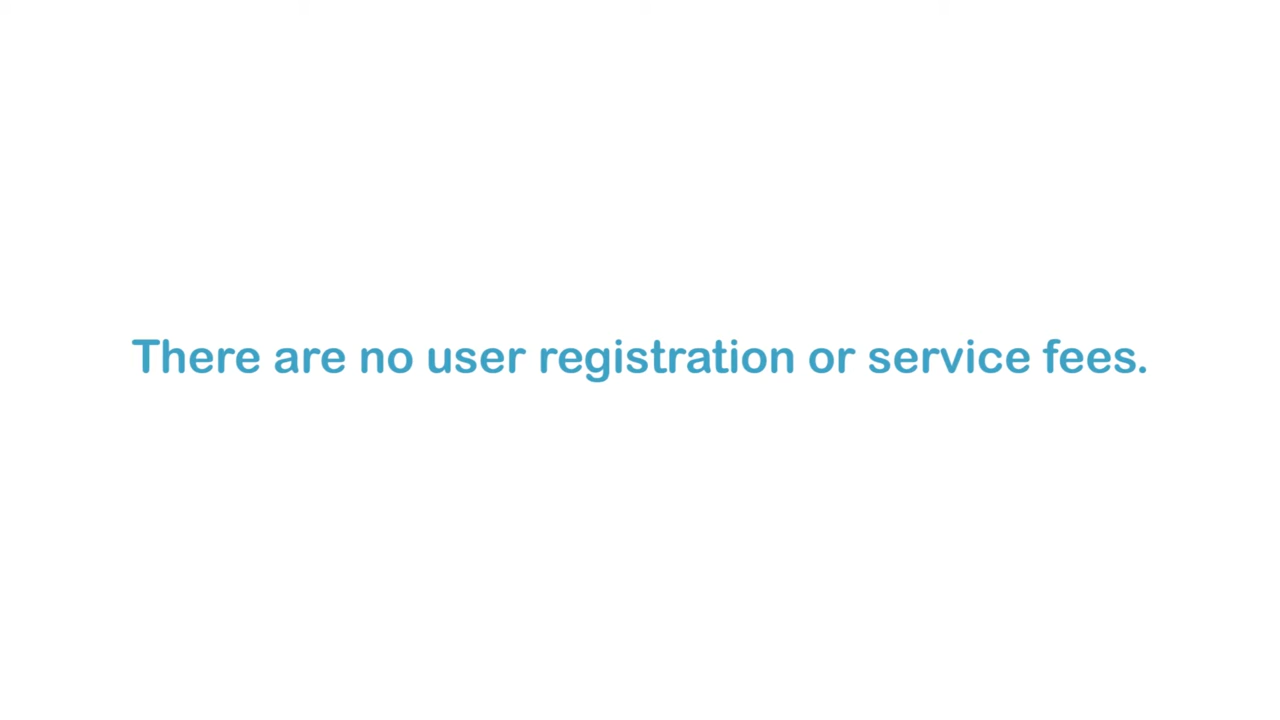 There are no user registration or service fees.